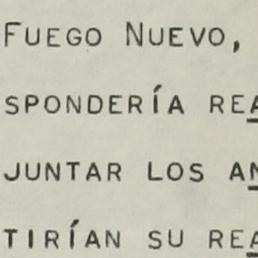 Fuego Nuevo,
spondería rea
juntar los an
tirían su rea